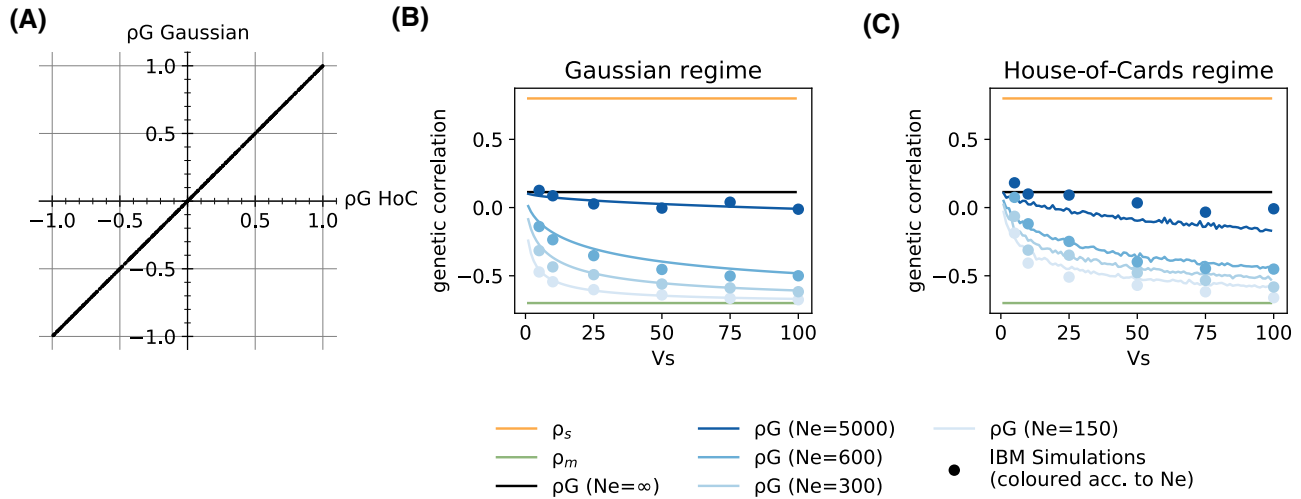 (A)
ρG Gaussian
1.0
0.5
−1.0 −0.5 0.5 1.0
ρG HoC
−0.5
−1.0
(B)
Gaussian regime
genetic correlation
0.5
0.0
−0.5
0 25 50 75 100
Vs
(C)
House-of-Cards regime
genetic correlation
0.5
0.0
−0.5
0 25 50 75 100
Vs
ρs
ρm
ρG (Ne=∞)
ρG (Ne=5000)
ρG (Ne=600)
ρG (Ne=300)
ρG (Ne=150)
IBM Simulations
(coloured acc. to Ne)